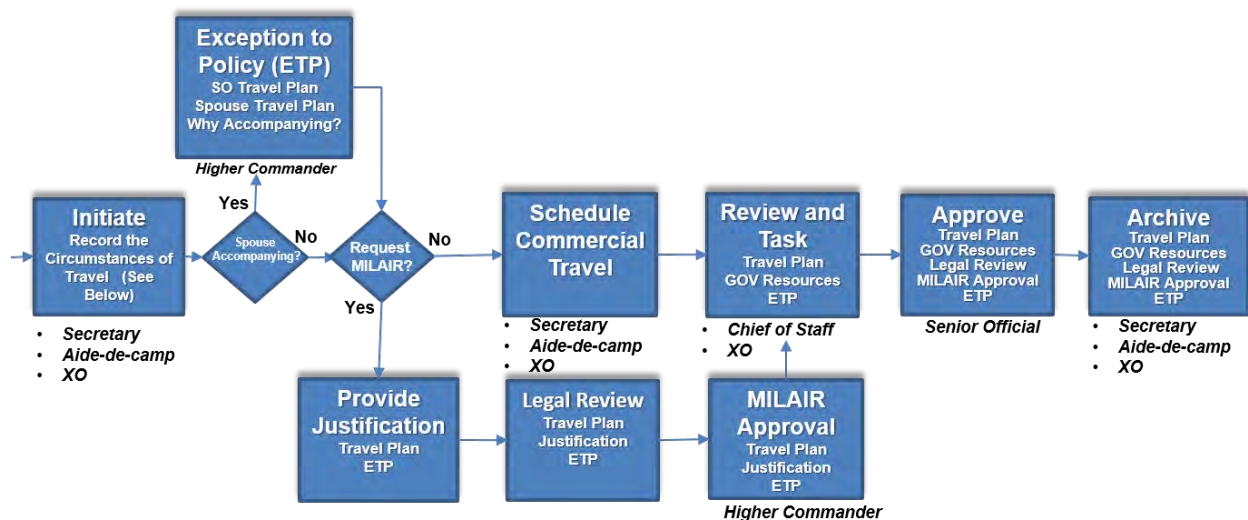 Exception to
Policy (ETP)
SO Travel Plan
Spouse Travel Plan
Why Accompanying?
Higher Commander
Initiate
Record the
Circumstances of
Travel (See
Below)
• Secretary
• Aide-de-camp
• XO
Yes
Spouse
Accompanying?
No
Request
MILAIR?
No
Yes
Schedule
Commercial
Travel
• Secretary
• Aide-de-camp
• XO
Review and
Task
Travel Plan
GOV Resources
ETP
• Chief of Staff
• XO
Approve
Travel Plan
GOV Resources
Legal Review
MILAIR Approval
ETP
Senior Official
Archive
Travel Plan
GOV Resources
Legal Review
MILAIR Approval
ETP
• Secretary
• Aide-de-camp
• XO
Provide
Justification
Travel Plan
ETP
Legal Review
Travel Plan
Justification
ETP
MILAIR
Approval
Travel Plan
Justification
ETP
Higher Commander